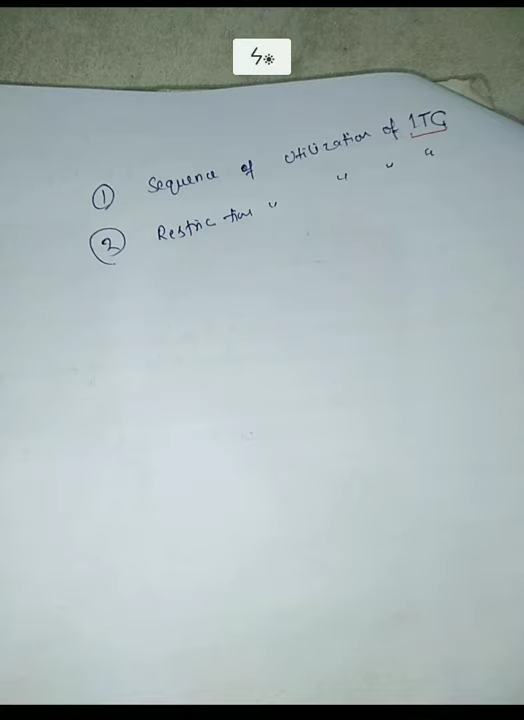 ① Sequence of Utilization of ITC
② Restriction " " " "